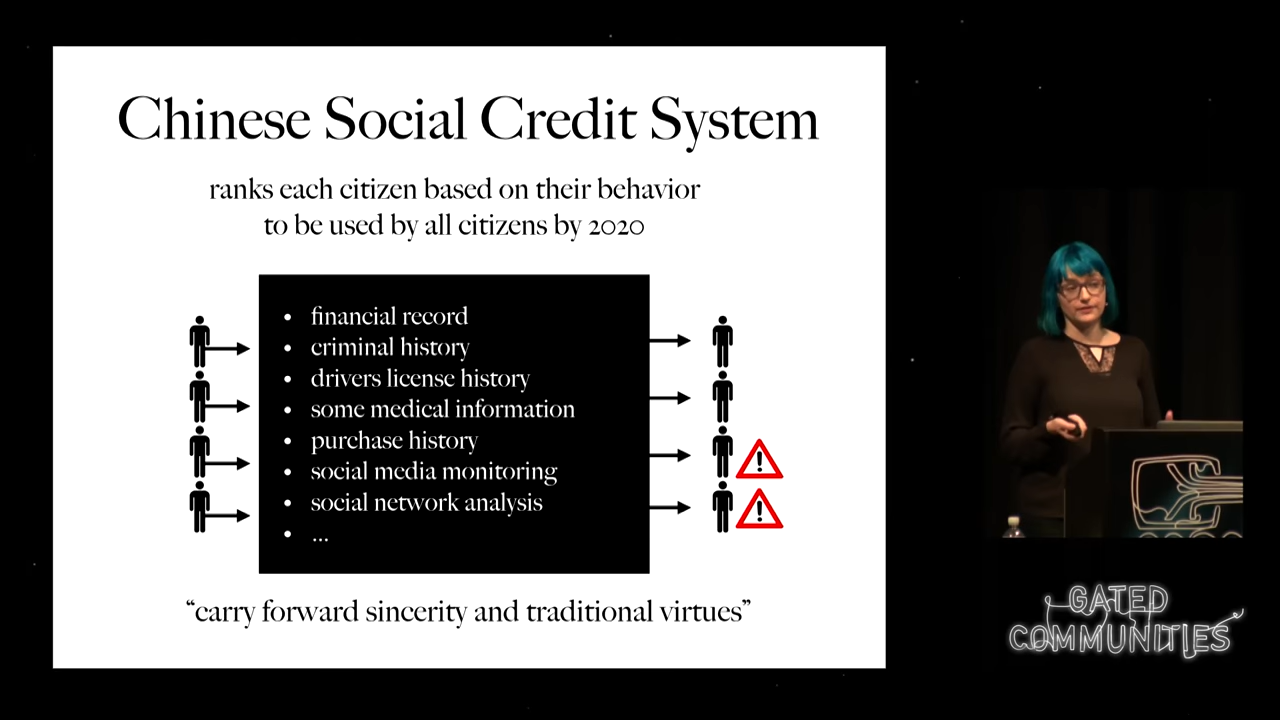 Chinese Social Credit System
ranks each citizen based on their behavior
to be used by all citizens by 2020
• financial record
• criminal history
• drivers license history
• some medical information
• purchase history
• social media monitoring
• social network analysis
• ...
“carry forward sincerity and traditional virtues”
GATED
COMMUNITIES